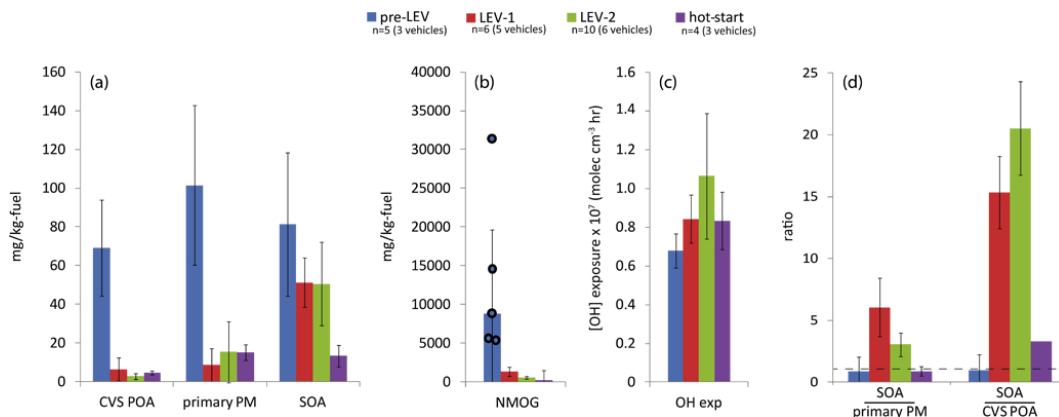 pre-LEV LEV-1 LEV-2 hot-start
n=5 (3 vehicles) n=6 (5 vehicles) n=10 (6 vehicles) n=4 (3 vehicles)
(a)
mg/kg-fuel
160
140
120
100
80
60
40
20
0
CVS POA primary PM SOA
(b)
mg/kg-fuel
40000
35000
30000
25000
20000
15000
10000
5000
0
NMOG
(c)
[OH] exposure x 10⁷ (molec cm⁻³ hr)
1.6
1.4
1.2
1.0
0.8
0.6
0.4
0.2
0.0
OH exp
(d)
ratio
25
20
15
10
5
0
SOA SOA
primary PM CVS POA